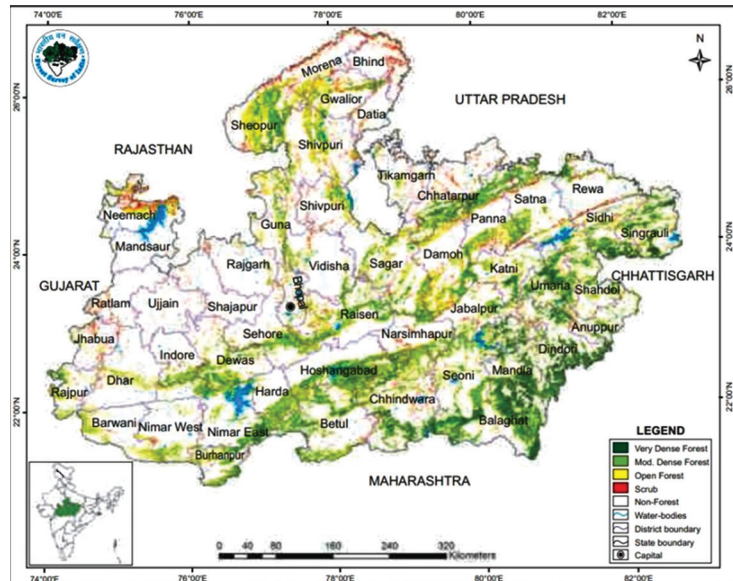 74°00'E 76°00'E 78°00'E 80°00'E 82°00'E
N
Morena
Bhind
26°00'N
26°00'N
Gwalior
UTTAR PRADESH
Datia
Sheopur
Shivpuri
RAJASTHAN
Tikamgarh
Chhatarpur
Satna
Rewa
Shivpuri
Neemach
Panna
Sidhi
Guna
Singrauli
24°00'N
24°00'N
Mandsaur
Damoh
Rajgarh
Vidisha
Sagar
Katni
CHHATTISGARH
GUJARAT
Umaria
Shahdol
Bhopal
Ratlam
Ujjain
Shajapur
Raisen
Jabalpur
Anuppur
Sehore
Narsimhapur
Jhabua
Dindori
Indore
Dewas
Hoshangabad
Mandla
Seoni
Rajpur
Dhar
Harda
Chhindwara
22°00'N
22°00'N
Barwani
Nimar West
Nimar East
Betul
Balaghat
Burhanpur
MAHARASHTRA
LEGEND
Very Dense Forest
Mod. Dense Forest
Open Forest
Scrub
Non-Forest
Water-bodies
District boundary
State boundary
Capital
0 40 80 160 240 320
Kilometers
74°00'E 76°00'E 78°00'E 80°00'E 82°00'E